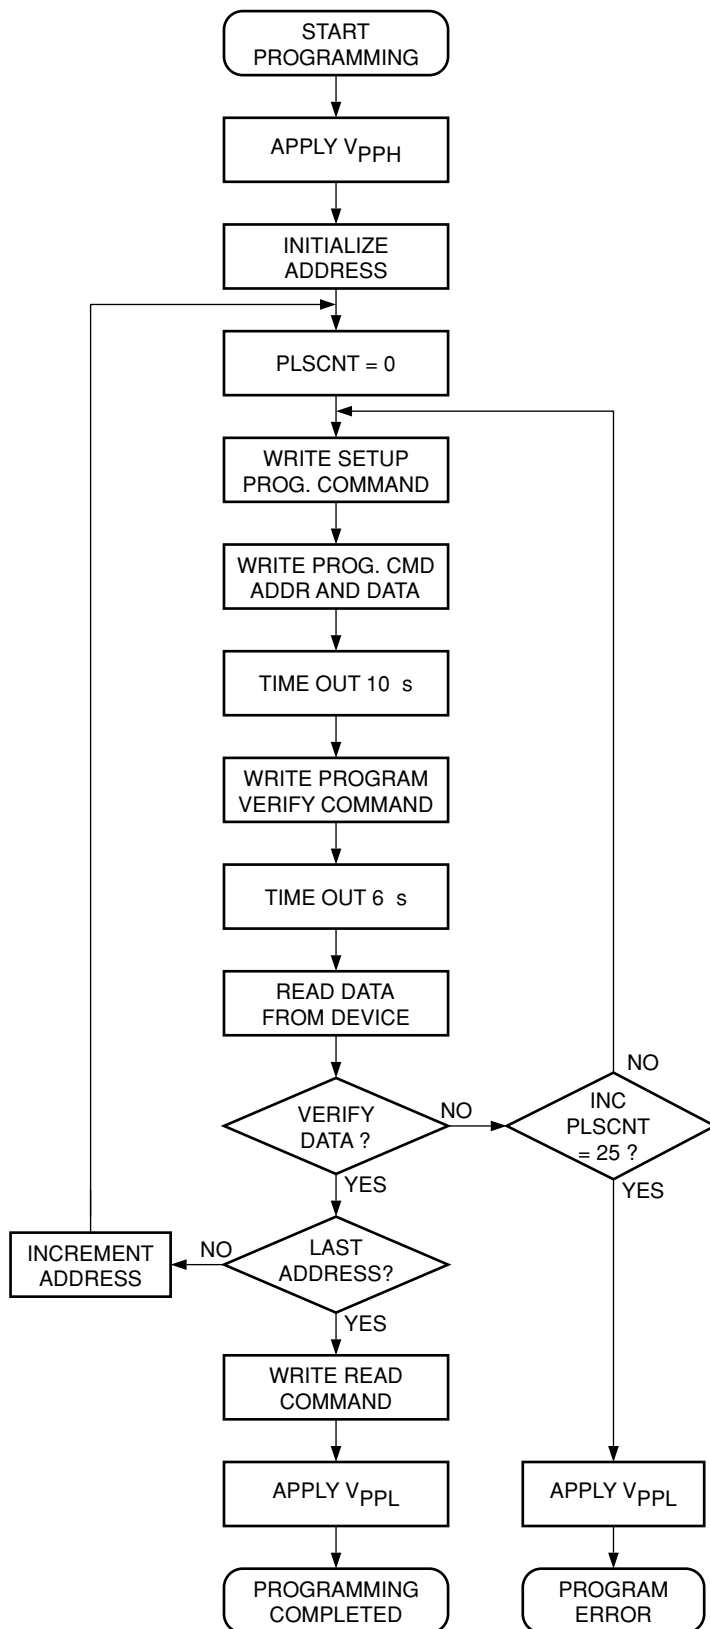 START
PROGRAMMING
APPLY VPPH
INITIALIZE
ADDRESS
PLSCNT = 0
WRITE SETUP
PROG. COMMAND
WRITE PROG. CMD
ADDR AND DATA
TIME OUT 10 s
WRITE PROGRAM
VERIFY COMMAND
TIME OUT 6 s
READ DATA
FROM DEVICE
VERIFY
DATA ?
NO
YES
INC
PLSCNT
= 25 ?
NO
YES
LAST
ADDRESS?
NO
YES
INCREMENT
ADDRESS
WRITE READ
COMMAND
APPLY VPPL
APPLY VPPL
PROGRAMMING
COMPLETED
PROGRAM
ERROR